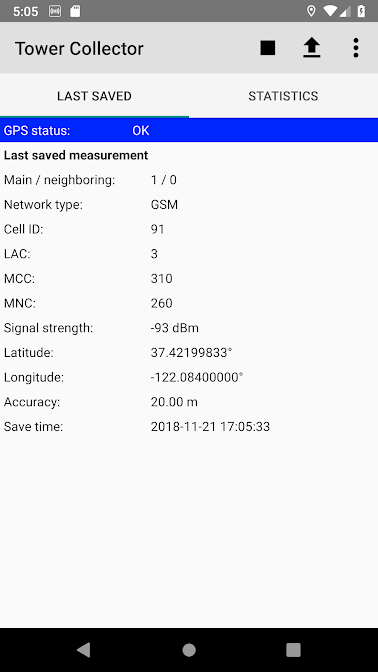 5:05
Tower Collector
LAST SAVED STATISTICS
GPS status: OK
Last saved measurement
Main / neighboring: 1 / 0
Network type: GSM
Cell ID: 91
LAC: 3
MCC: 310
MNC: 260
Signal strength: -93 dBm
Latitude: 37.42199833°
Longitude: -122.08400000°
Accuracy: 20.00 m
Save time: 2018-11-21 17:05:33